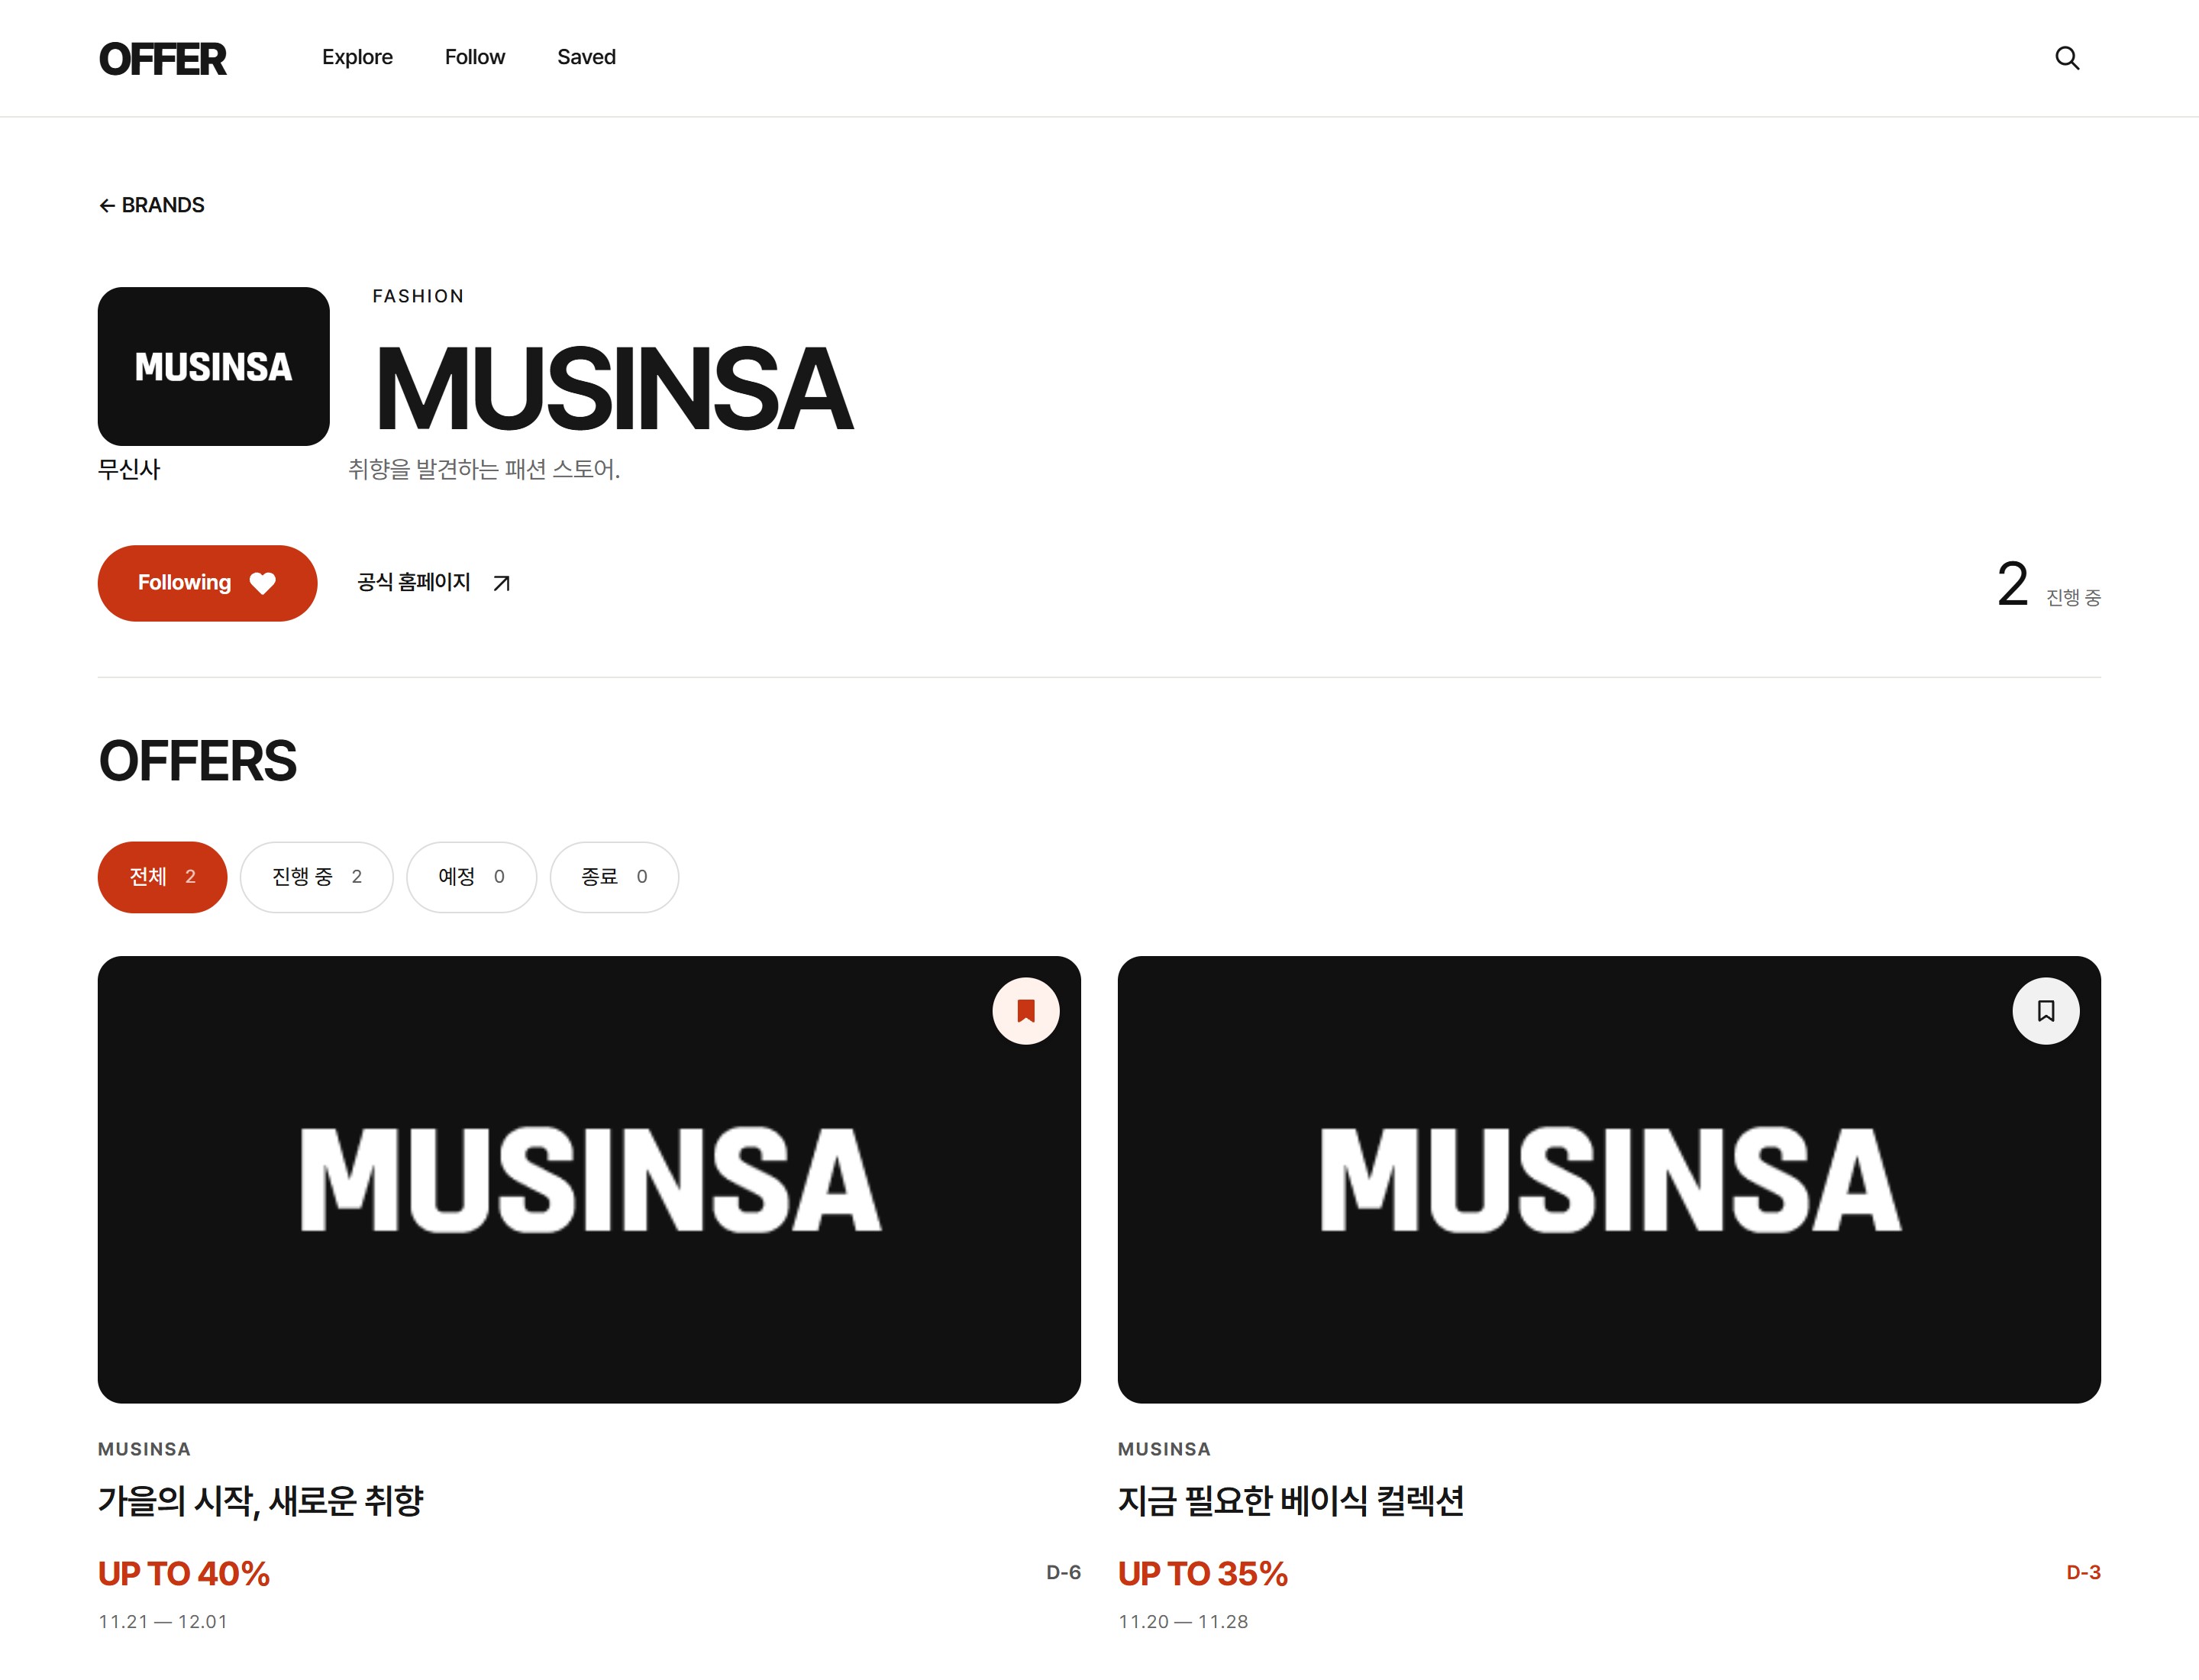 OFFER Explore Follow Saved
← BRANDS
MUSINSA
FASHION
MUSINSA
무신사 취향을 발견하는 패션 스토어.
Following 공식 홈페이지 2 진행 중
OFFERS
전체 2 진행 중 2 예정 0 종료 0
MUSINSA
MUSINSA
가을의 시작, 새로운 취향
UP TO 40% D-6
11.21 — 12.01
MUSINSA
MUSINSA
지금 필요한 베이식 컬렉션
UP TO 35% D-3
11.20 — 11.28